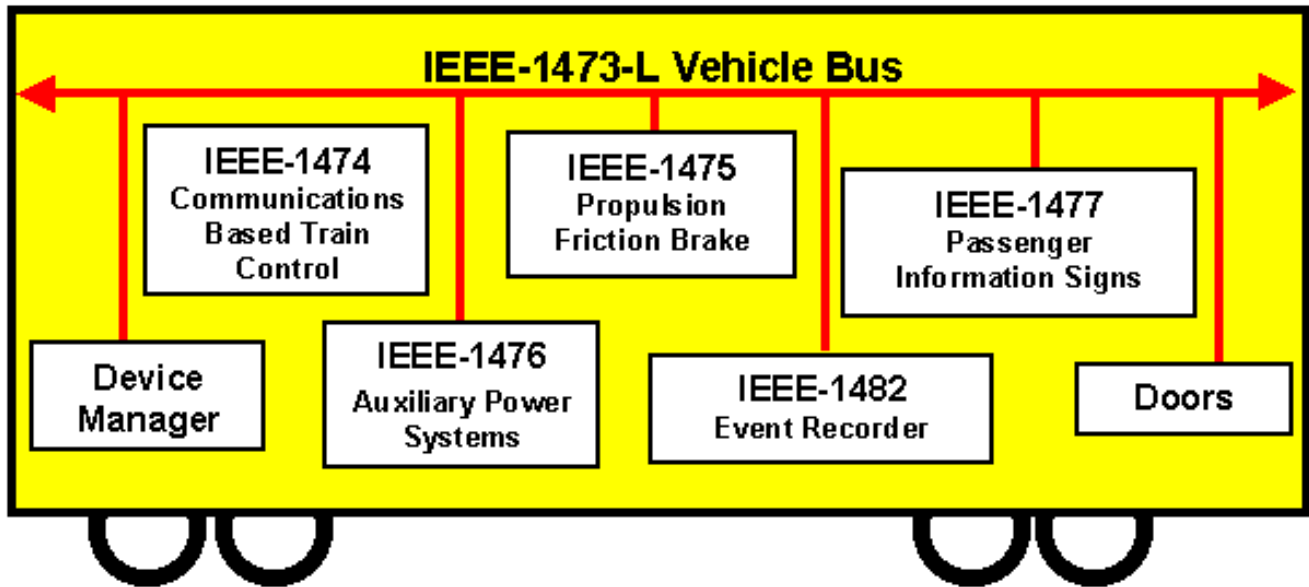 IEEE-1473-L Vehicle Bus
IEEE-1474
Communications
Based Train
Control
IEEE-1475
Propulsion
Friction Brake
IEEE-1477
Passenger
Information Signs
Device
Manager
IEEE-1476
Auxiliary Power
Systems
IEEE-1482
Event Recorder
Doors